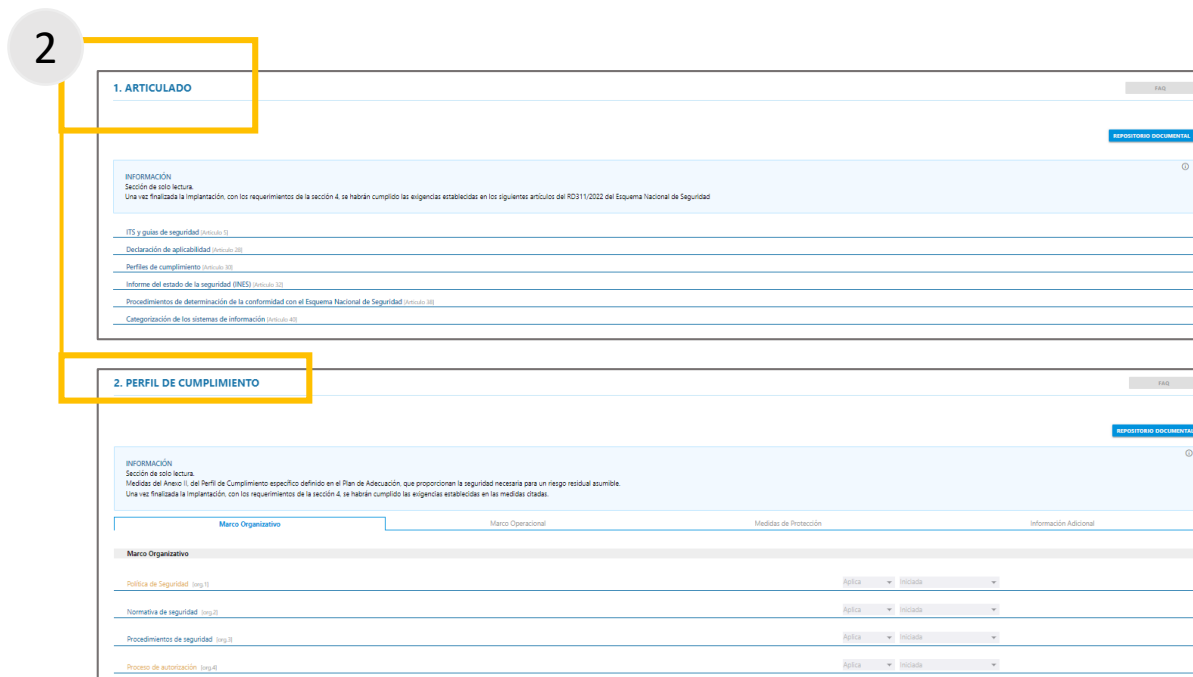 2
1. ARTICULADO
FAQ
REPOSITORIO DOCUMENTAL
INFORMACIÓN
Sección de solo lectura.
Una vez finalizada la Implantación, con los requerimientos de la sección 4, se habrán cumplido las exigencias establecidas en los siguientes artículos del RD311/2022 del Esquema Nacional de Seguridad
ITS y guias de seguridad [Artículo 5]
Declaración de aplicabilidad [Artículo 28]
Perfiles de cumplimiento [Artículo 30]
Informe del estado de la seguridad (INES) [Artículo 32]
Procedimientos de determinación de la conformidad con el Esquema Nacional de Seguridad [Artículo 38]
Categorización de los sistemas de información [Artículo 40]
2. PERFIL DE CUMPLIMIENTO
FAQ
REPOSITORIO DOCUMENTAL
INFORMACIÓN
Sección de solo lectura.
Medidas del Anexo II, del Perfil de Cumplimiento específico definido en el Plan de Adecuación, que proporcionan la seguridad necesaria para un riesgo residual asumible.
Una vez finalizada la Implantación, con los requerimientos de la sección 4, se habrán cumplido las exigencias establecidas en las medidas citadas.
Marco Organizativo Marco Operacional Medidas de Protección Información Adicional
Marco Organizativo
Política de Seguridad [org.1] Aplica Iniciada
Normativa de seguridad [org.2] Aplica Iniciada
Procedimientos de seguridad [org.3] Aplica Iniciada
Proceso de autorización [org.4] Aplica Iniciada